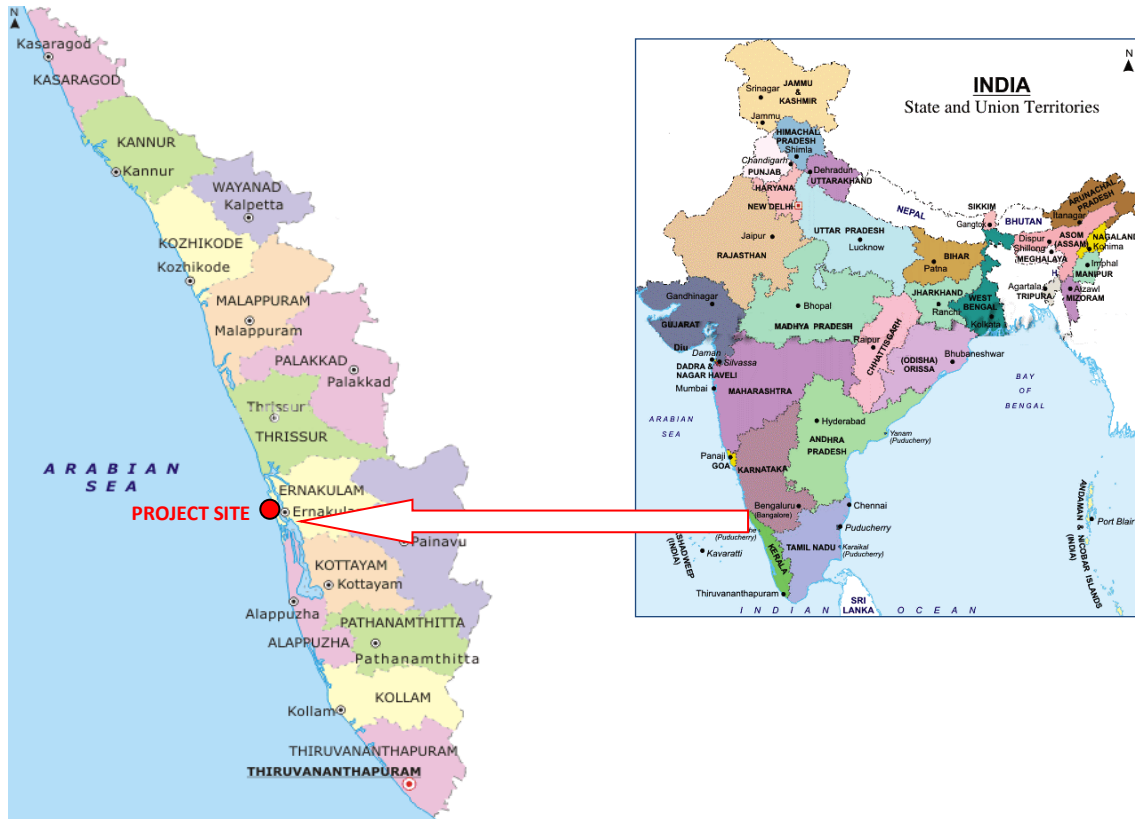 N
Kasaragod
KASARAGOD
KANNUR
Kannur
WAYANAD
Kalpetta
KOZHIKODE
Kozhikode
MALAPPURAM
Malappuram
PALAKKAD
Palakkad
Thrissur
THRISSUR
ARABIAN
SEA
ERNAKULAM
PROJECT SITE
Painavu
KOTTAYAM
Kottayam
Alappuzha
PATHANAMTHITTA
ALAPPUZHA
Pathanamthitta
KOLLAM
Kollam
THIRUVANANTHAPURAM
THIRUVANANTHAPURAM
N
INDIA
State and Union Territories
JAMMU
&
KASHMIR
Srinagar
Jammu
HIMACHAL
PRADESH
Shimla
Chandigarh
PUNJAB
Dehradun
UTTARAKHAND
HARYANA
NEW DELHI
ARUNACHAL
PRADESH
Itanagar
NEPAL
SIKKIM
Gangtok
BHUTAN
Jaipur
RAJASTHAN
UTTAR PRADESH
Lucknow
Dispur
ASOM
(ASSAM)
NAGALAND
Kohima
Shillong
MEGHALAYA
BIHAR
Patna
Imphal
MANIPUR
Agartala
TRIPURA
Aizawl
MIZORAM
Gandhinagar
GUJARAT
Diu
Bhopal
MADHYA PRADESH
JHARKHAND
Ranchi
WEST
BENGAL
Kolkata
Daman
Silvassa
DADRA &
NAGAR HAVELI
Raipur
CHHATTISGARH
(ODISHA)
ORISSA
Bhubaneshwar
Mumbai
MAHARASHTRA
BAY
OF
BENGAL
ARABIAN
SEA
Hyderabad
Yanam
(Puducherry)
ANDHRA
PRADESH
Panaji
GOA
KARNATAKA
Bengaluru
(Bangalore)
Chennai
ANDAMAN & NICOBAR ISLANDS
(INDIA)
Port Blair
Puducherry
(Puducherry)
(INDIA)
Kavaratti
KERALA
TAMIL NADU
Karaikal
(Puducherry)
Thiruvananthapuram
SRI
LANKA
INDIAN OCEAN